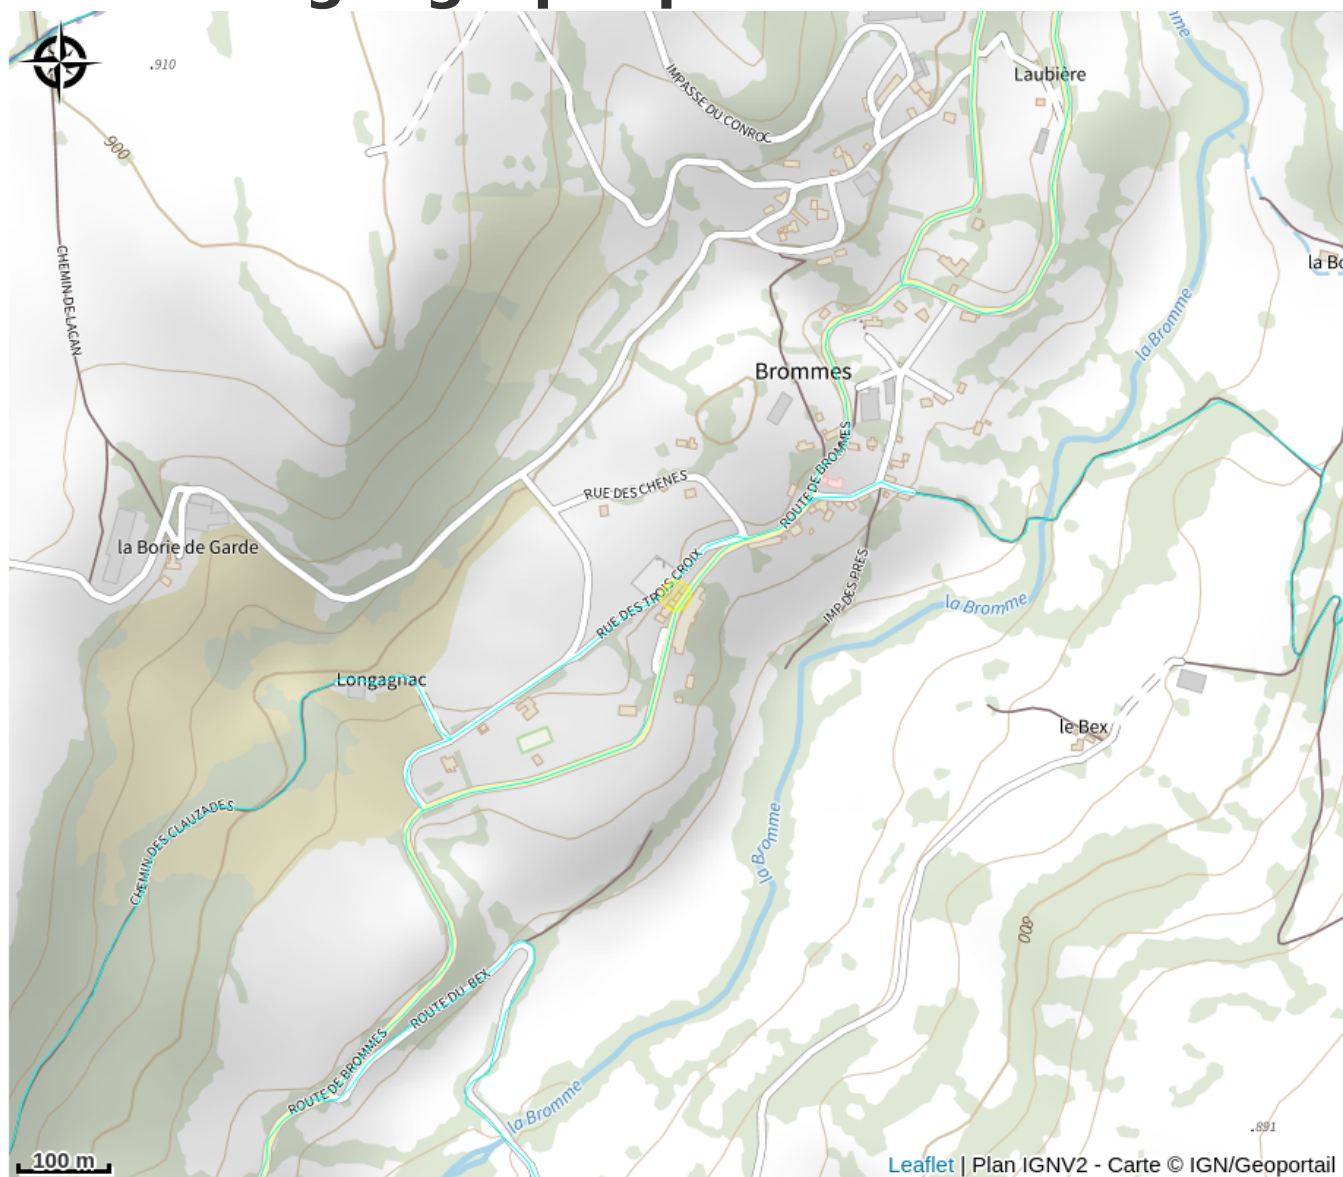 .910
Laubière
IMPASSE DU CONROC
900
CHEMIN-DE-LACAN
la Bo
la Bromme
Brommes
ROUTE DE BROMMES
RUE DES CHENES
la Borie de Garde
RUE DES TROIS CROIX
IMP DES PRES
la Bromme
Longagnac
le Bex
CHEMIN DES CLAUZADES
la Bromme
800
ROUTE DU BEX
ROUTE DE BROMMES
la Bromme
.891
100 m
Leaflet | Plan IGNV2 - Carte © IGN/Geoportail